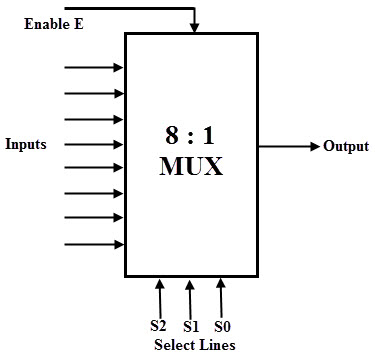 Enable E
8 : 1
MUX
Inputs
Output
S2 S1 S0
Select Lines